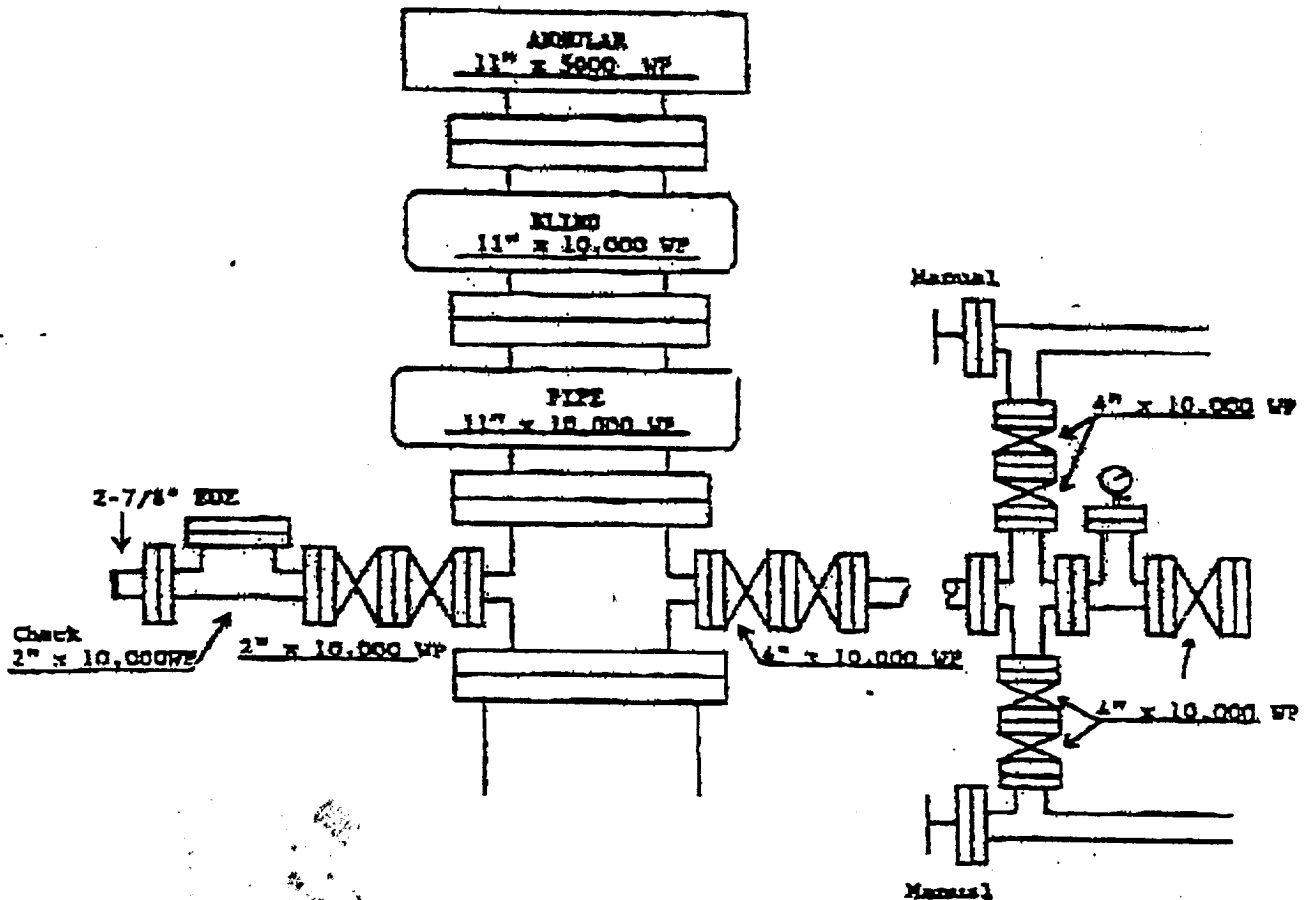 ANNULAR
11" x 5000 WP
BLIND
11" x 10,000 WP
Manual
PIPE
11" x 10,000 WP
4" x 10.000 WP
2-7/8" EUE
Check
2" x 10,000WP
2" x 10.000 WP
4" x 10.000 WP
4" x 10.000 WP
Manual